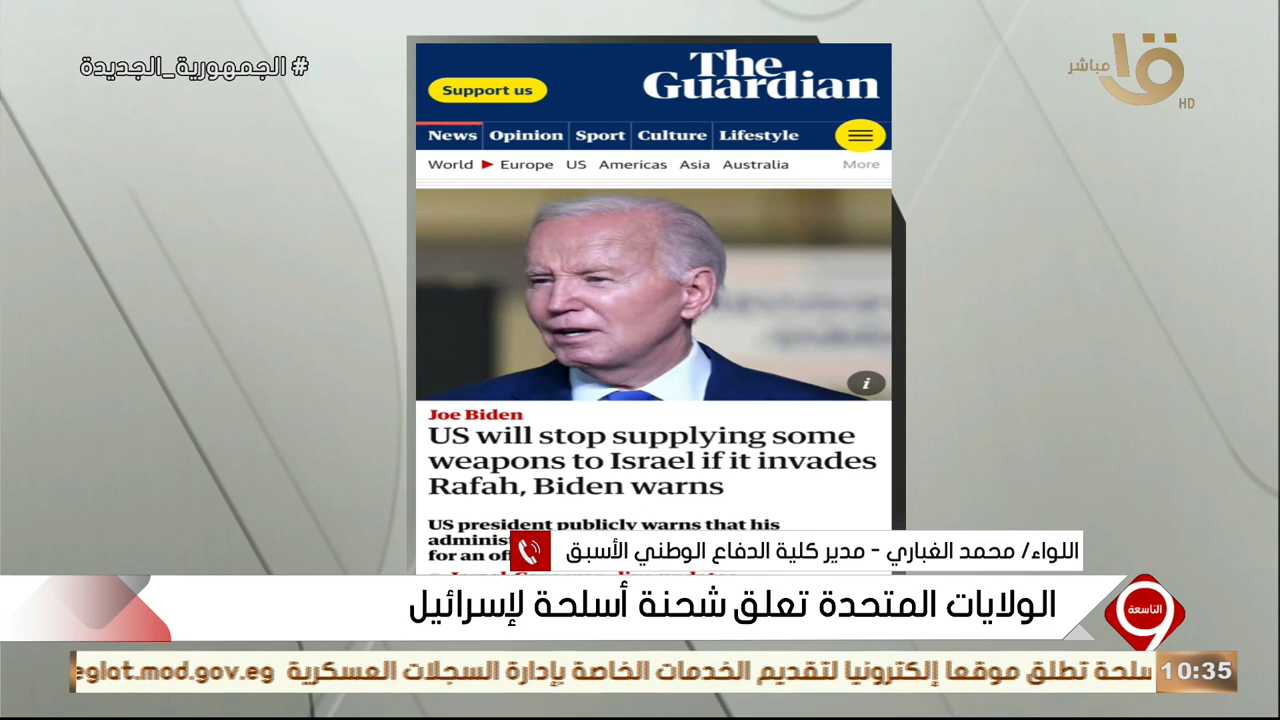 # الجمهورية_الجديدة
مباشر
HD
The Guardian
Support us
News Opinion Sport Culture Lifestyle
World Europe US Americas Asia Australia More
i
Joe Biden
US will stop supplying some
weapons to Israel if it invades
Rafah, Biden warns
US president publicly warns that his
for an
اللواء/ محمد الغباري - مدير كلية الدفاع الوطني الأسبق
الولايات المتحدة تعلق شحنة أسلحة لإسرائيل
التاسعة
9
تطلق موقعا إلكترونيا لتقديم الخدمات الخاصة بإدارة السجلات العسكرية eglat.mod.gov.eg
10:35